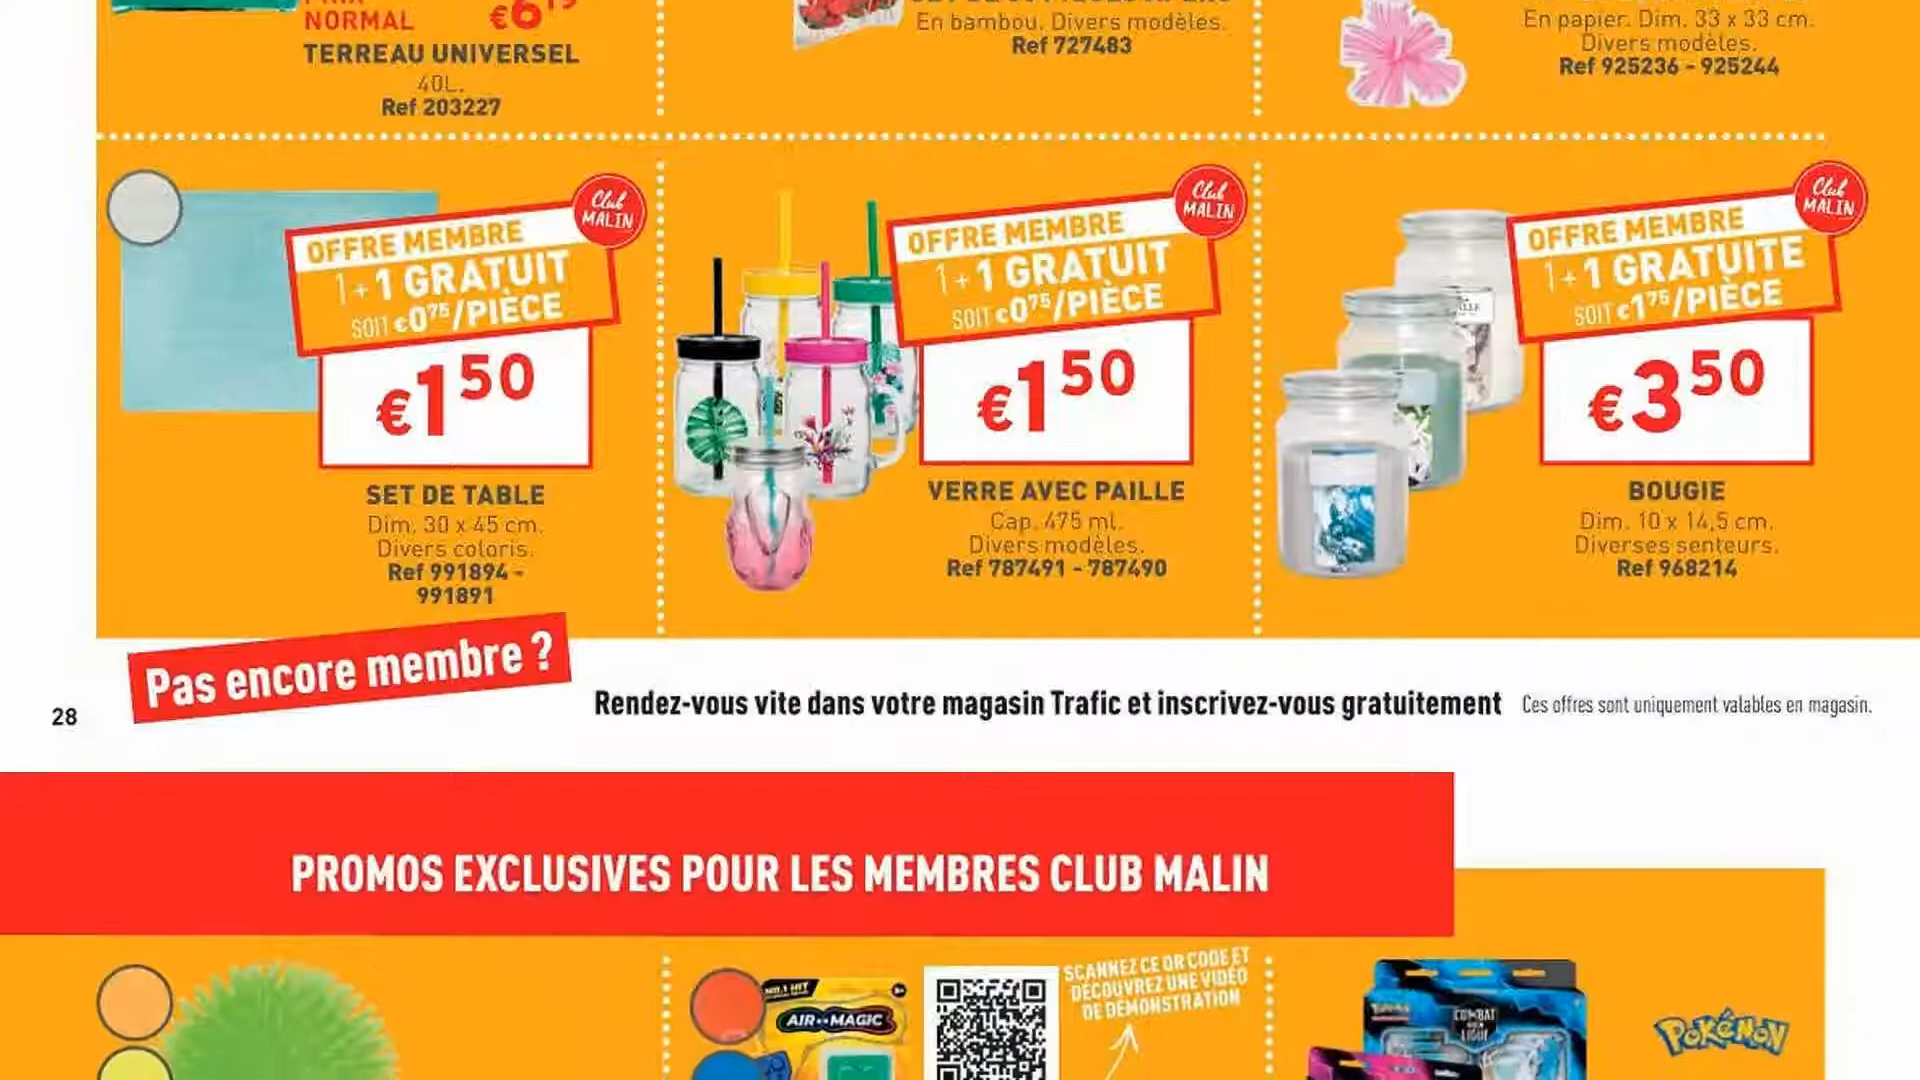 NORMAL
TERREAU UNIVERSEL
40L.
Ref 203227
En bambou. Divers modèles.
Ref 727483
En papier. Dim. 33 x 33 cm.
Divers modèles.
Ref 925236 - 925244
Club
MALIN
OFFRE MEMBRE
1+1 GRATUIT
SOIT €0⁷⁵/PIÈCE
€1⁵⁰
SET DE TABLE
Dim. 30 x 45 cm.
Divers coloris.
Ref 991894 -
991891
Club
MALIN
OFFRE MEMBRE
1+1 GRATUIT
SOIT €0⁷⁵/PIÈCE
€1⁵⁰
VERRE AVEC PAILLE
Cap. 475 ml.
Divers modèles.
Ref 787491 - 787490
Club
MALIN
OFFRE MEMBRE
1+1 GRATUITE
SOIT €1⁷⁵/PIÈCE
€3⁵⁰
BOUGIE
Dim. 10 x 14,5 cm.
Diverses senteurs.
Ref 968214
Pas encore membre ?
28
Rendez-vous vite dans votre magasin Trafic et inscrivez-vous gratuitement
Ces offres sont uniquement valables en magasin.
PROMOS EXCLUSIVES POUR LES MEMBRES CLUB MALIN
NO.1 HIT
AIR MAGIC
SCANNEZ CE QR CODE ET
DÉCOUVREZ UNE VIDÉO
DE DÉMONSTRATION
POKÉMON
COMBAT
LIGUE
POKÉMON